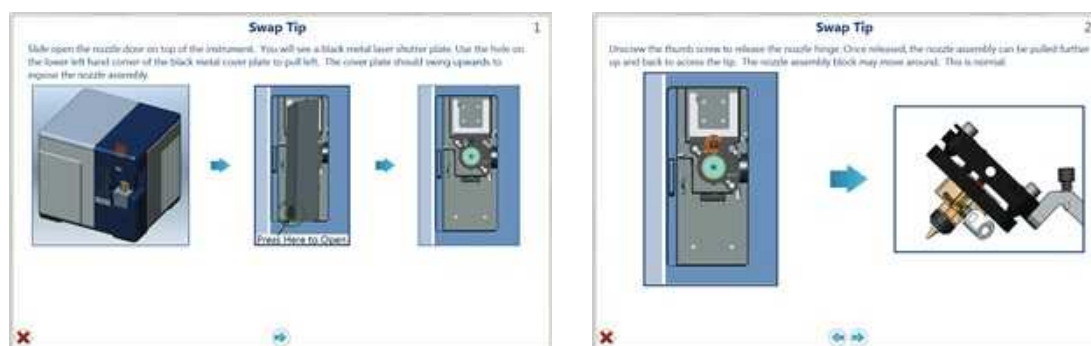 Swap Tip
1
Slide open the nozzle door on top of the instrument. You will see a black metal laser shutter plate. Use the hole on
the lower left hand corner of the black metal cover plate to pull left. The cover plate should swing upwards to
expose the nozzle assembly.
Press Here to Open
Swap Tip
2
Unscrew the thumb screw to release the nozzle hinge. Once released, the nozzle assembly can be pulled further
up and back to access the tip. The nozzle assembly block may move around. This is normal.